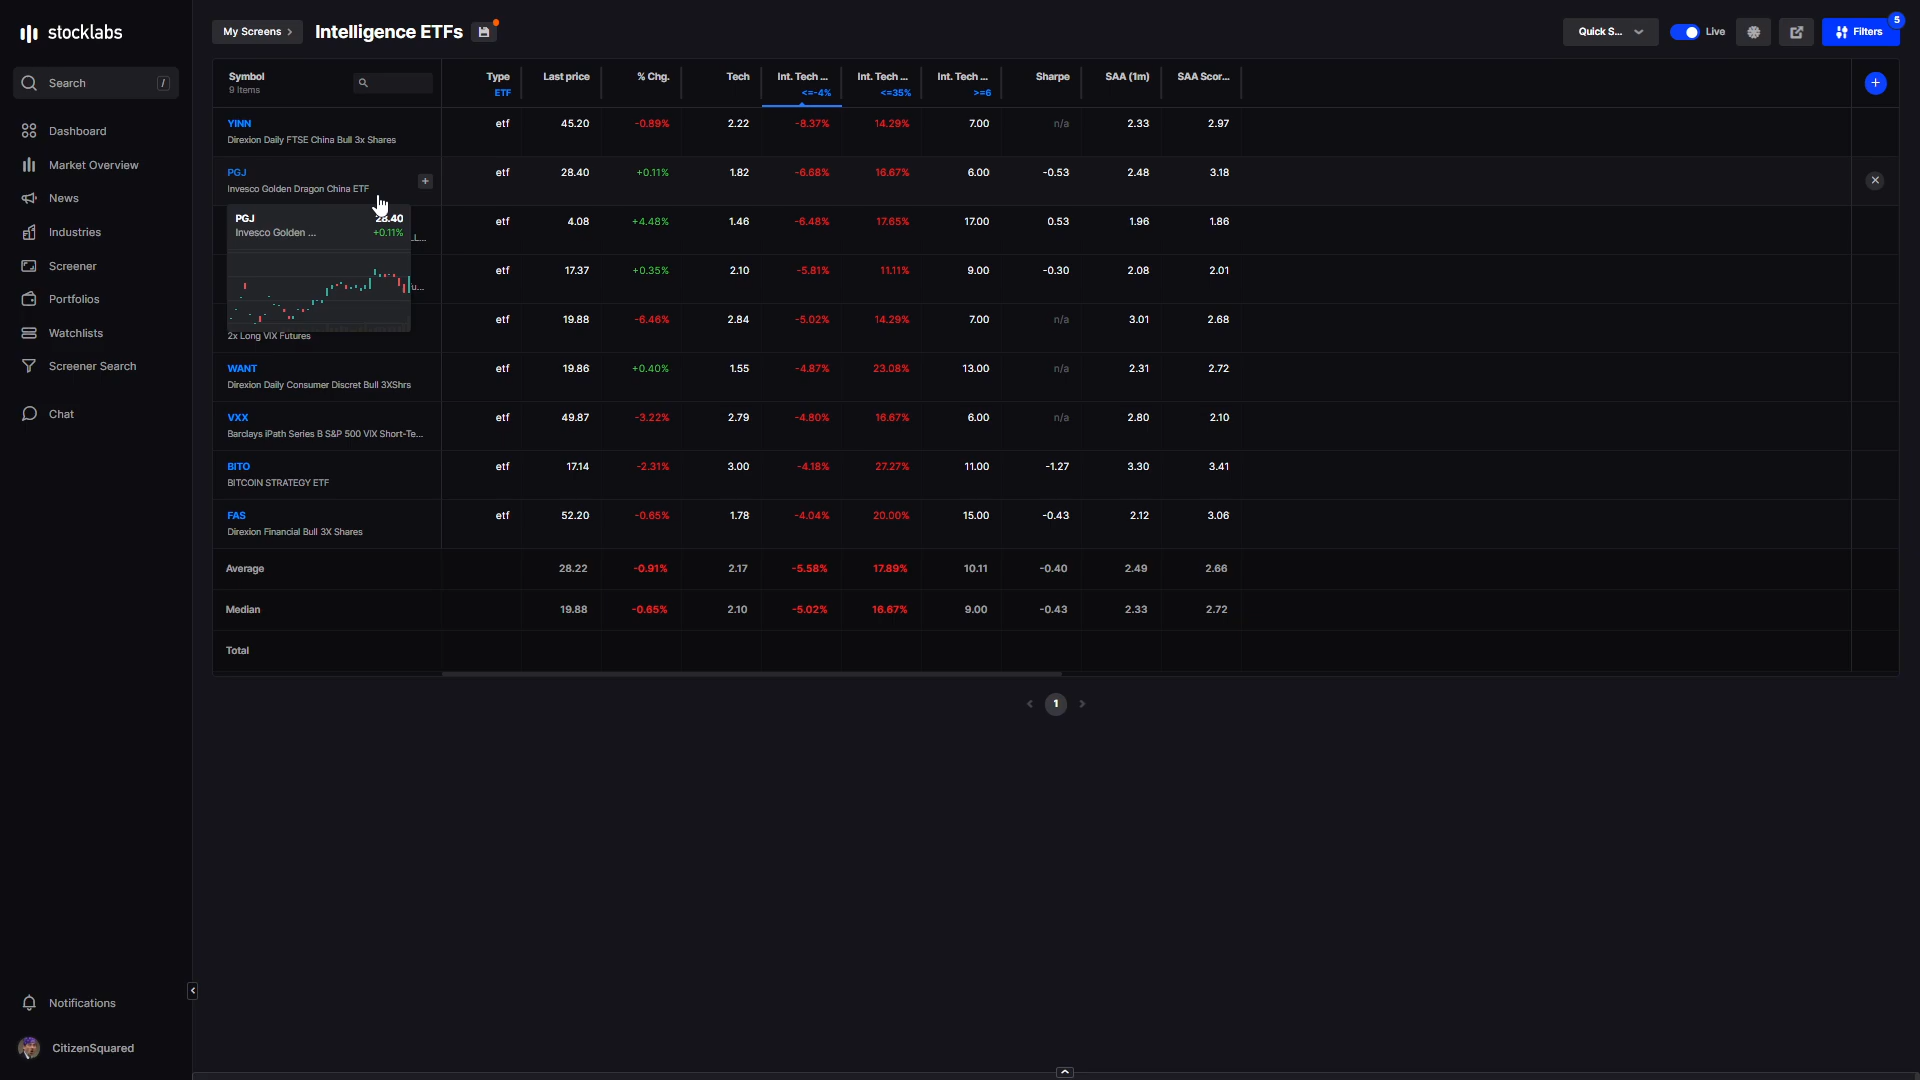 stocklabs
My Screens
Intelligence ETFs
Quick S...
Live
Filters
5
Search
/
Dashboard
Market Overview
News
Industries
Screener
Portfolios
Watchlists
Screener Search
Chat
Notifications
CitizenSquared
Symbol Type Last price % Chg. Tech Int. Tech ... Int. Tech ... Int. Tech ... Sharpe SAA (1m) SAA Scor...
9 Items ETF <=-4% <=35% >=6
YINN etf 45.20 -0.89% 2.22 -8.37% 14.29% 7.00 n/a 2.33 2.97
Direxion Daily FTSE China Bull 3x Shares
PGJ etf 28.40 +0.11% 1.82 -6.68% 16.67% 6.00 -0.53 2.48 3.18
Invesco Golden Dragon China ETF
PGJ 28.40
Invesco Golden ... +0.11%
etf 4.08 +4.48% 1.46 -6.48% 17.65% 17.00 0.53 1.96 1.86
L...
etf 17.37 +0.35% 2.10 -5.81% 11.11% 9.00 -0.30 2.08 2.01
u...
etf 19.88 -6.46% 2.84 -5.02% 14.29% 7.00 n/a 3.01 2.68
2x Long VIX Futures
WANT etf 19.86 +0.40% 1.55 -4.87% 23.08% 13.00 n/a 2.31 2.72
Direxion Daily Consumer Discret Bull 3XShrs
VXX etf 49.87 -3.22% 2.79 -4.80% 16.67% 6.00 n/a 2.80 2.10
Barclays iPath Series B S&P 500 VIX Short-Te...
BITO etf 17.14 -2.31% 3.00 -4.18% 27.27% 11.00 -1.27 3.30 3.41
BITCOIN STRATEGY ETF
FAS etf 52.20 -0.65% 1.78 -4.04% 20.00% 15.00 -0.43 2.12 3.06
Direxion Financial Bull 3X Shares
Average 28.22 -0.91% 2.17 -5.58% 17.89% 10.11 -0.40 2.49 2.66
Median 19.88 -0.65% 2.10 -5.02% 16.67% 9.00 -0.43 2.33 2.72
Total
1